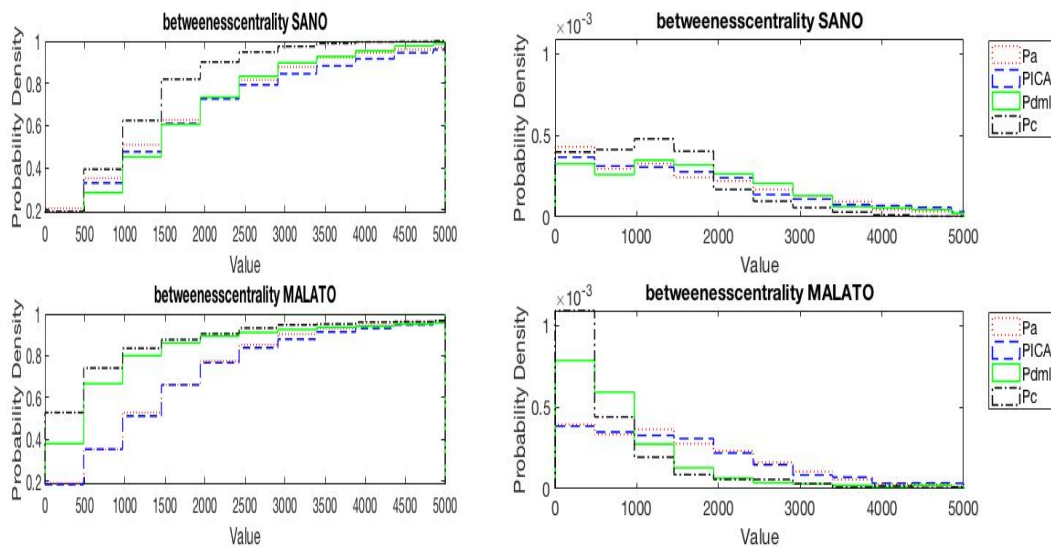 betweenesscentrality SANO
Probability Density
1
0.8
0.6
0.4
0.2
0 500 1000 1500 2000 2500 3000 3500 4000 4500 5000
Value
betweenesscentrality SANO
×10⁻³
Probability Density
1
0.5
0
0 1000 2000 3000 4000 5000
Value
Pa
PICA
Pdml
Pc
betweenesscentrality MALATO
Probability Density
1
0.8
0.6
0.4
0.2
0 500 1000 1500 2000 2500 3000 3500 4000 4500 5000
Value
betweenesscentrality MALATO
×10⁻³
Probability Density
1
0.5
0
0 1000 2000 3000 4000 5000
Value
Pa
PICA
Pdml
Pc